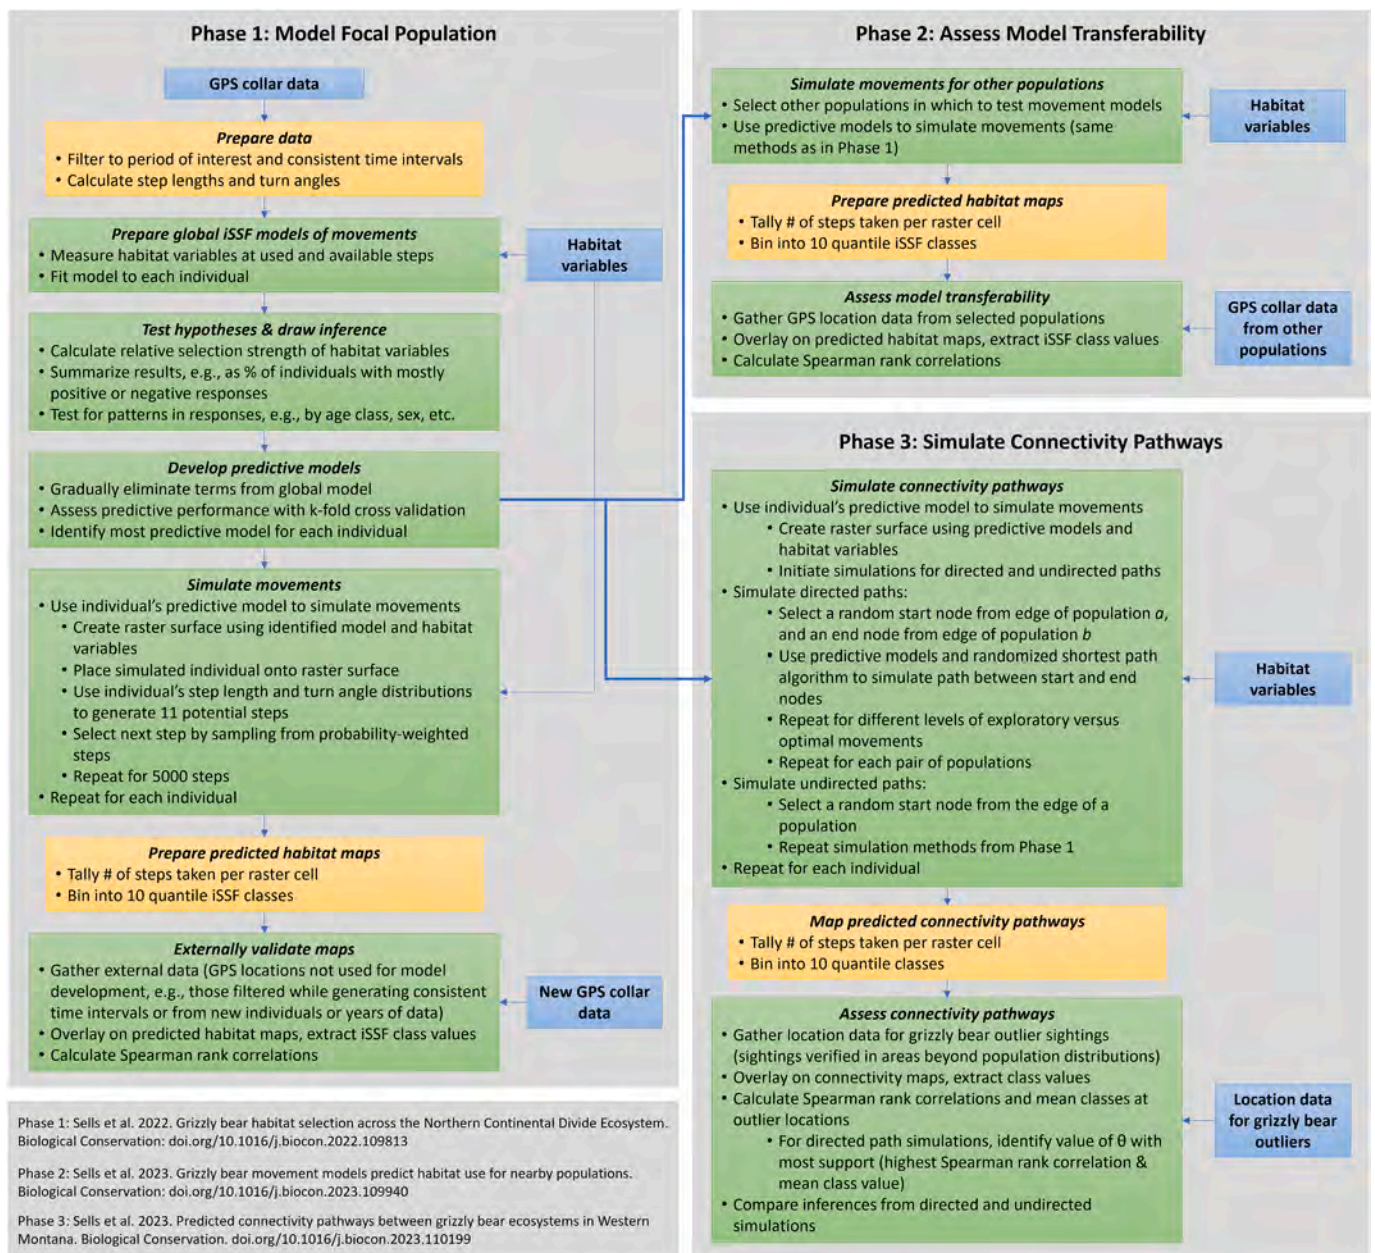 Phase 1: Model Focal Population
GPS collar data
Prepare data
• Filter to period of interest and consistent time intervals
• Calculate step lengths and turn angles
Prepare global iSSF models of movements
• Measure habitat variables at used and available steps
• Fit model to each individual
Habitat
variables
Test hypotheses & draw inference
• Calculate relative selection strength of habitat variables
• Summarize results, e.g., as % of individuals with mostly
positive or negative responses
• Test for patterns in responses, e.g., by age class, sex, etc.
Develop predictive models
• Gradually eliminate terms from global model
• Assess predictive performance with k-fold cross validation
• Identify most predictive model for each individual
Simulate movements
• Use individual's predictive model to simulate movements
• Create raster surface using identified model and habitat
variables
• Place simulated individual onto raster surface
• Use individual's step length and turn angle distributions
to generate 11 potential steps
• Select next step by sampling from probability-weighted
steps
• Repeat for 5000 steps
• Repeat for each individual
Prepare predicted habitat maps
• Tally # of steps taken per raster cell
• Bin into 10 quantile iSSF classes
Externally validate maps
• Gather external data (GPS locations not used for model
development, e.g., those filtered while generating consistent
time intervals or from new individuals or years of data)
• Overlay on predicted habitat maps, extract iSSF class values
• Calculate Spearman rank correlations
New GPS collar
data
Phase 1: Sells et al. 2022. Grizzly bear habitat selection across the Northern Continental Divide Ecosystem.
Biological Conservation: doi.org/10.1016/j.biocon.2022.109813
Phase 2: Sells et al. 2023. Grizzly bear movement models predict habitat use for nearby populations.
Biological Conservation: doi.org/10.1016/j.biocon.2023.109940
Phase 3: Sells et al. 2023. Predicted connectivity pathways between grizzly bear ecosystems in Western
Montana. Biological Conservation. doi.org/10.1016/j.biocon.2023.110199
Phase 2: Assess Model Transferability
Simulate movements for other populations
• Select other populations in which to test movement models
• Use predictive models to simulate movements (same
methods as in Phase 1)
Habitat
variables
Prepare predicted habitat maps
• Tally # of steps taken per raster cell
• Bin into 10 quantile iSSF classes
Assess model transferability
• Gather GPS location data from selected populations
• Overlay on predicted habitat maps, extract iSSF class values
• Calculate Spearman rank correlations
GPS collar data
from other
populations
Phase 3: Simulate Connectivity Pathways
Simulate connectivity pathways
• Use individual's predictive model to simulate movements
• Create raster surface using predictive models and
habitat variables
• Initiate simulations for directed and undirected paths
• Simulate directed paths:
• Select a random start node from edge of population a,
and an end node from edge of population b
• Use predictive models and randomized shortest path
algorithm to simulate path between start and end
nodes
• Repeat for different levels of exploratory versus
optimal movements
• Repeat for each pair of populations
• Simulate undirected paths:
• Select a random start node from the edge of a
population
• Repeat simulation methods from Phase 1
• Repeat for each individual
Habitat
variables
Map predicted connectivity pathways
• Tally # of steps taken per raster cell
• Bin into 10 quantile classes
Assess connectivity pathways
• Gather location data for grizzly bear outlier sightings
(sightings verified in areas beyond population distributions)
• Overlay on connectivity maps, extract class values
• Calculate Spearman rank correlations and mean classes at
outlier locations
• For directed path simulations, identify value of θ with
most support (highest Spearman rank correlation &
mean class value)
• Compare inferences from directed and undirected
simulations
Location data
for grizzly bear
outliers